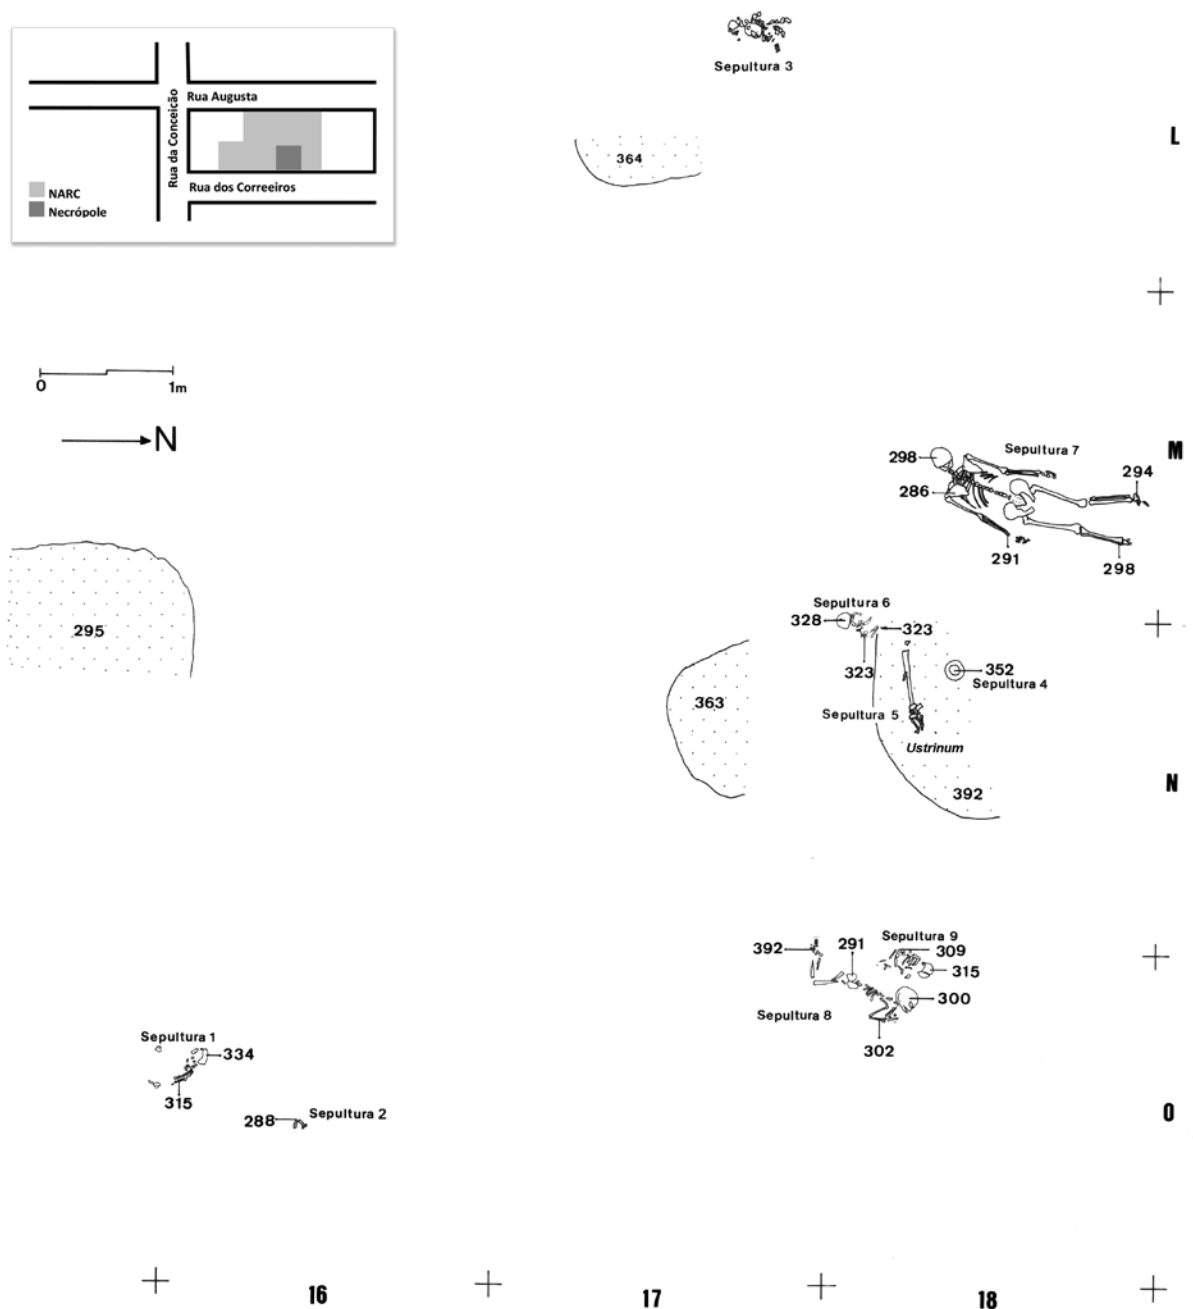 Sepultura 3
Rua Augusta
Rua da Conceição
NARC
Rua dos Correeiros
Necrópole
L
364
0 1m
N
M
Sepultura 7
298
294
286
291
298
295
Sepultura 6
328
323
323
352
Sepultura 4
363
Sepultura 5
Ustrinum
N
392
392
291
Sepultura 9
309
315
300
Sepultura 8
302
Sepultura 1
334
315
288
Sepultura 2
O
16
17
18